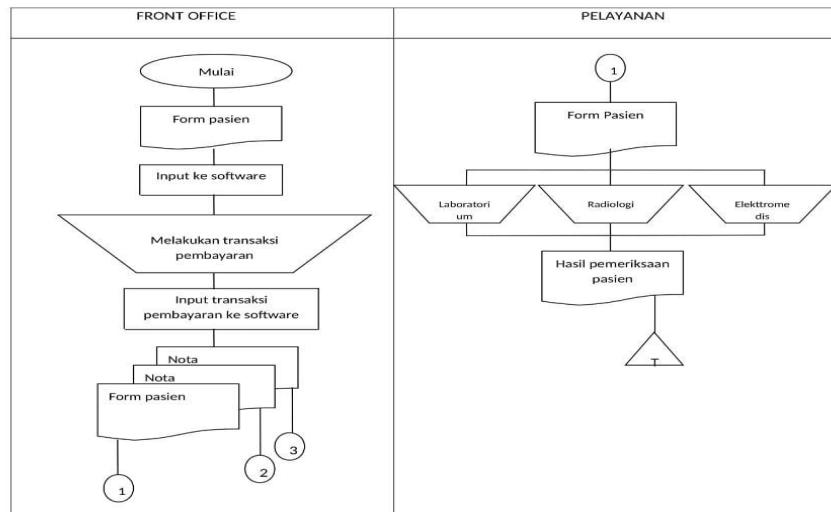 FRONT OFFICE
PELAYANAN
Mulai
Form pasien
Input ke software
Melakukan transaksi
pembayaran
Input transaksi
pembayaran ke software
Nota
Nota
Form pasien
1
2
3
1
Form Pasien
Laboratori
um
Radiologi
Elekttrome
dis
Hasil pemeriksaan
pasien
T